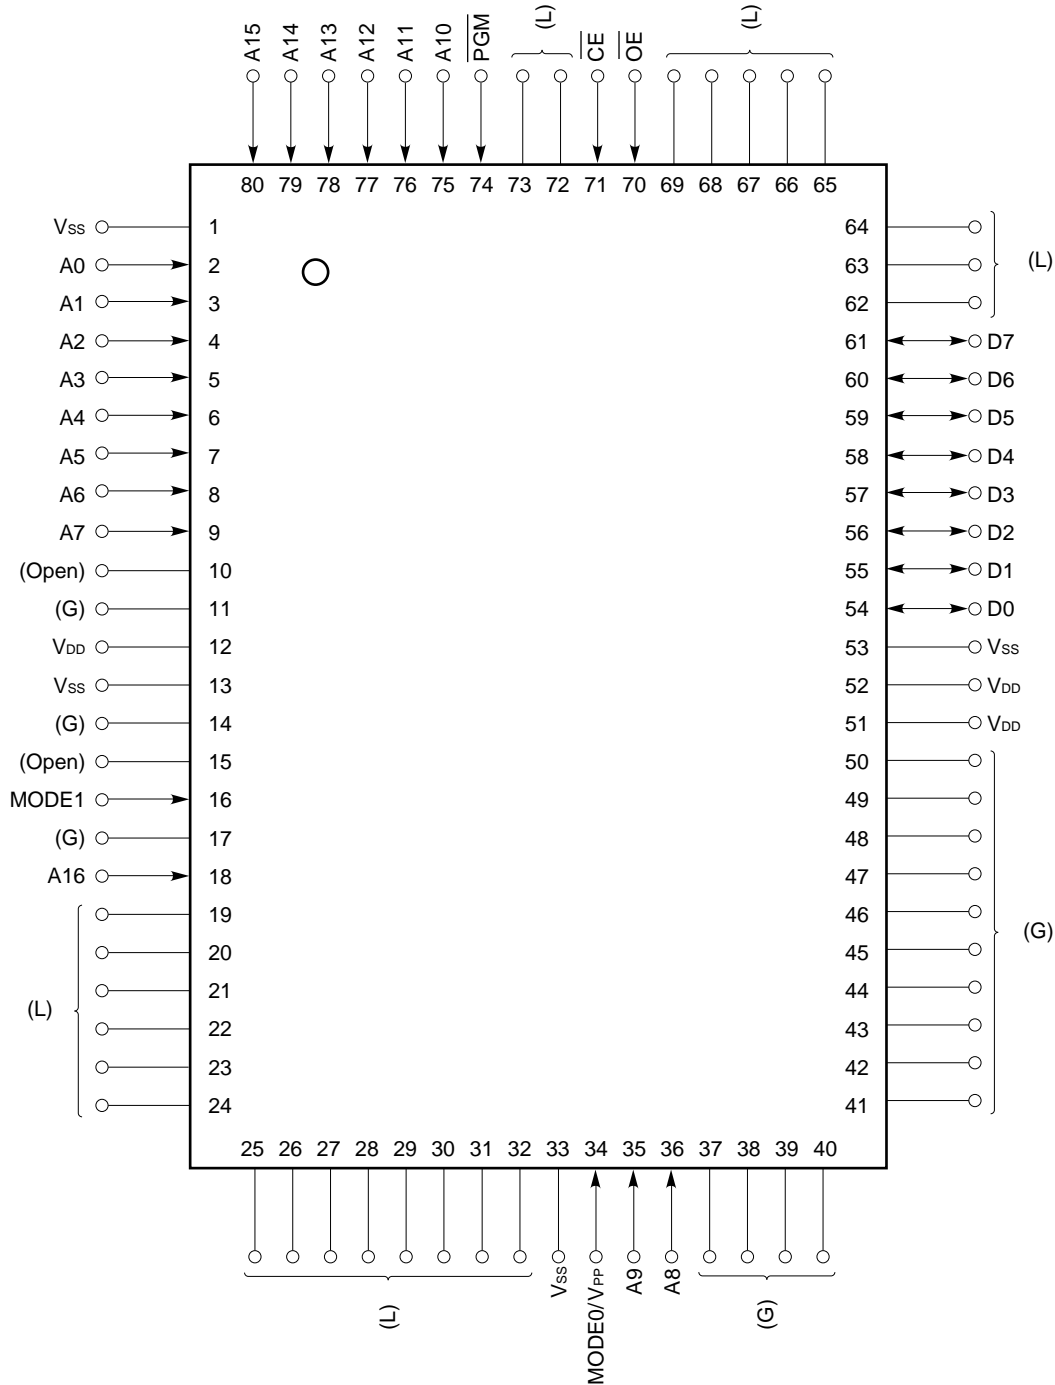 A15
A14
A13
A12
A11
A10
PGM
(L)
CE
OE
(L)
80 79 78 77 76 75 74 73 72 71 70 69 68 67 66 65
VSS 1 64
A0 2 63 (L)
A1 3 62
A2 4 61 D7
A3 5 60 D6
A4 6 59 D5
A5 7 58 D4
A6 8 57 D3
A7 9 56 D2
(Open) 10 55 D1
(G) 11 54 D0
VDD 12 53 VSS
VSS 13 52 VDD
(G) 14 51 VDD
(Open) 15 50
MODE1 16 49
(G) 17 48
A16 18 47
19 46 (G)
20 45
(L) 21 44
22 43
23 42
24 41
25 26 27 28 29 30 31 32 33 34 35 36 37 38 39 40
(L)
VSS
MODE0/VPP
A9
A8
(G)